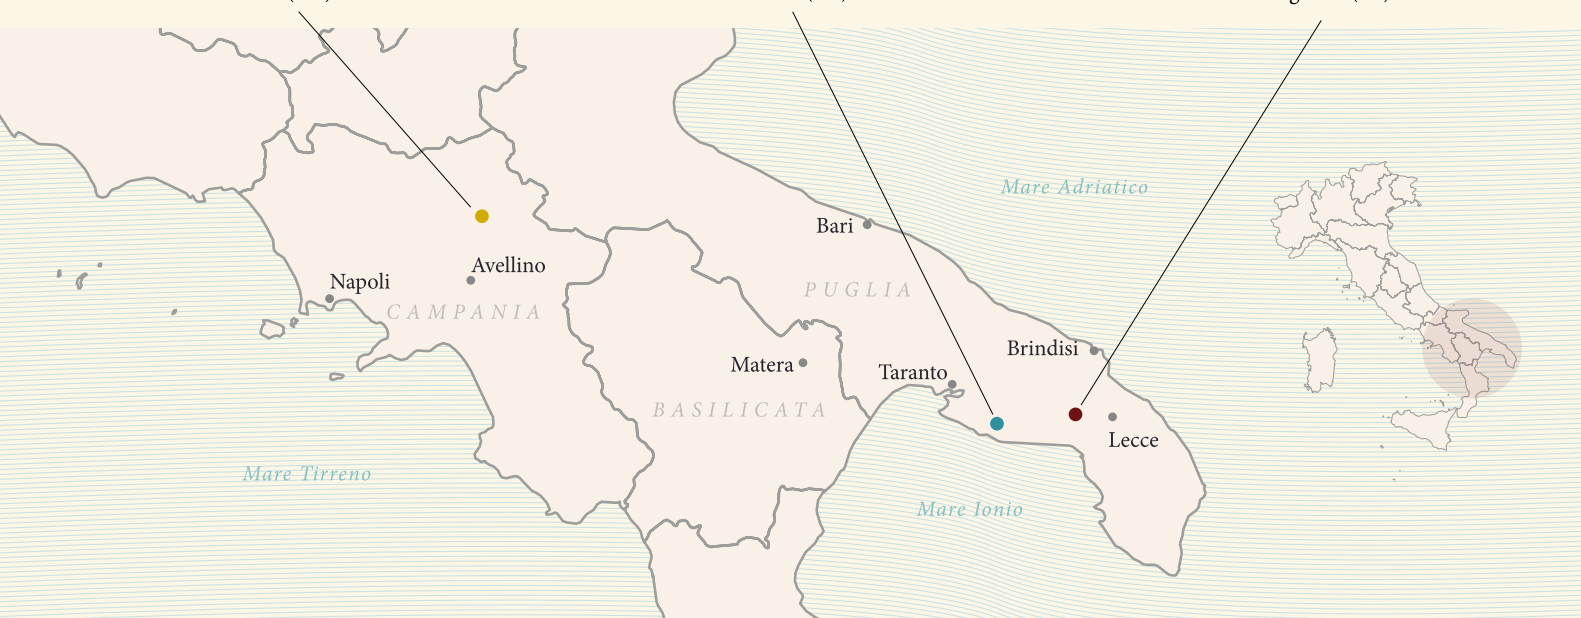 Mare Adriatico
Bari
Avellino
Napoli
PUGLIA
CAMPANIA
Brindisi
Matera
Taranto
BASILICATA
Lecce
Mare Tirreno
Mare Ionio